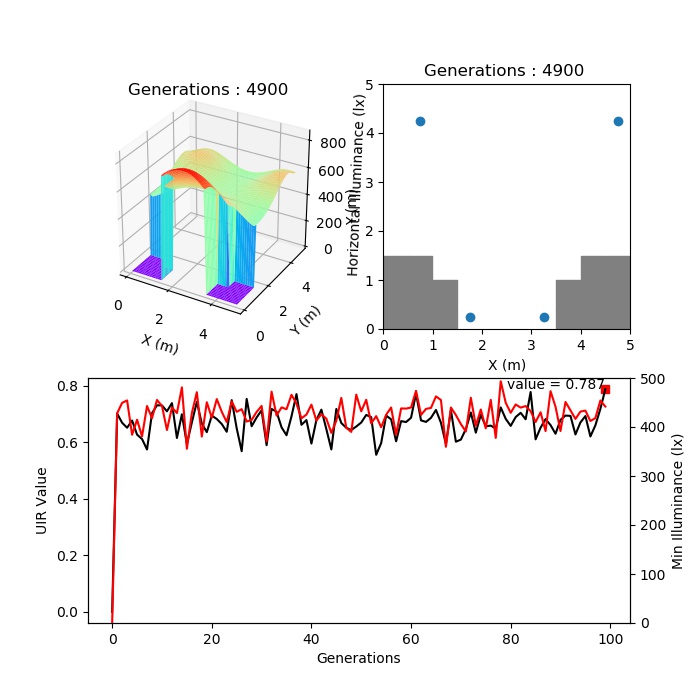 Generations : 4900
800
600
400
200
0
Horizontal Illuminance (lx)
0
2
4
X (m)
0
2
4
Y (m)
Generations : 4900
5
4
3
2
1
0
Y (m)
0 1 2 3 4 5
X (m)
value = 0.787
0.8
0.6
0.4
0.2
0.0
UIR Value
500
400
300
200
100
0
Min Illuminance (lx)
0 20 40 60 80 100
Generations